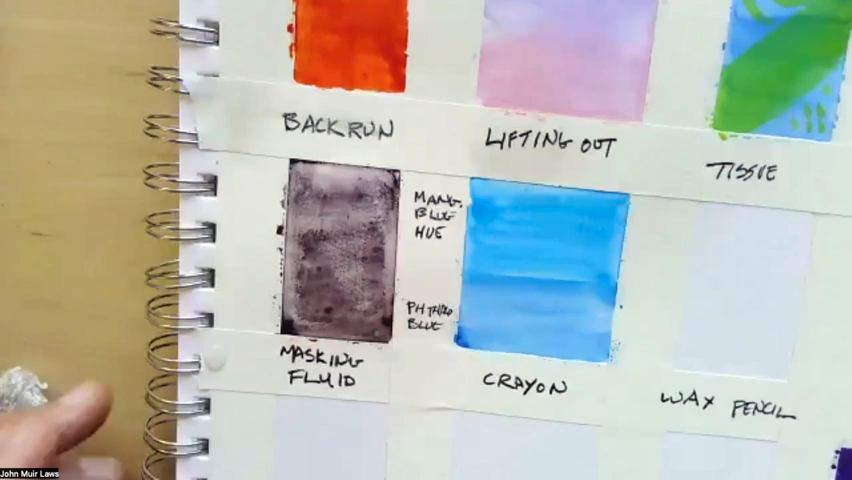 BACKRUN
LIFTING OUT
TISSUE
MANG.
BLUE
HUE
PHTHALO
BLUE
MASKING
FLUID
CRAYON
WAX PENCIL
John Muir Laws